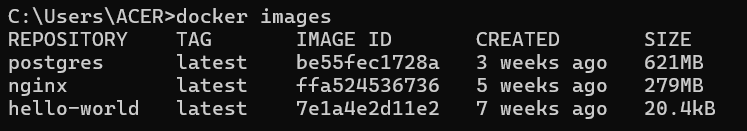 C:\Users\ACER>docker images
REPOSITORY    TAG       IMAGE ID       CREATED       SIZE
postgres      latest    be55fec1728a   3 weeks ago   621MB
nginx         latest    ffa524536736   5 weeks ago   279MB
hello-world   latest    7e1a4e2d11e2   7 weeks ago   20.4kB